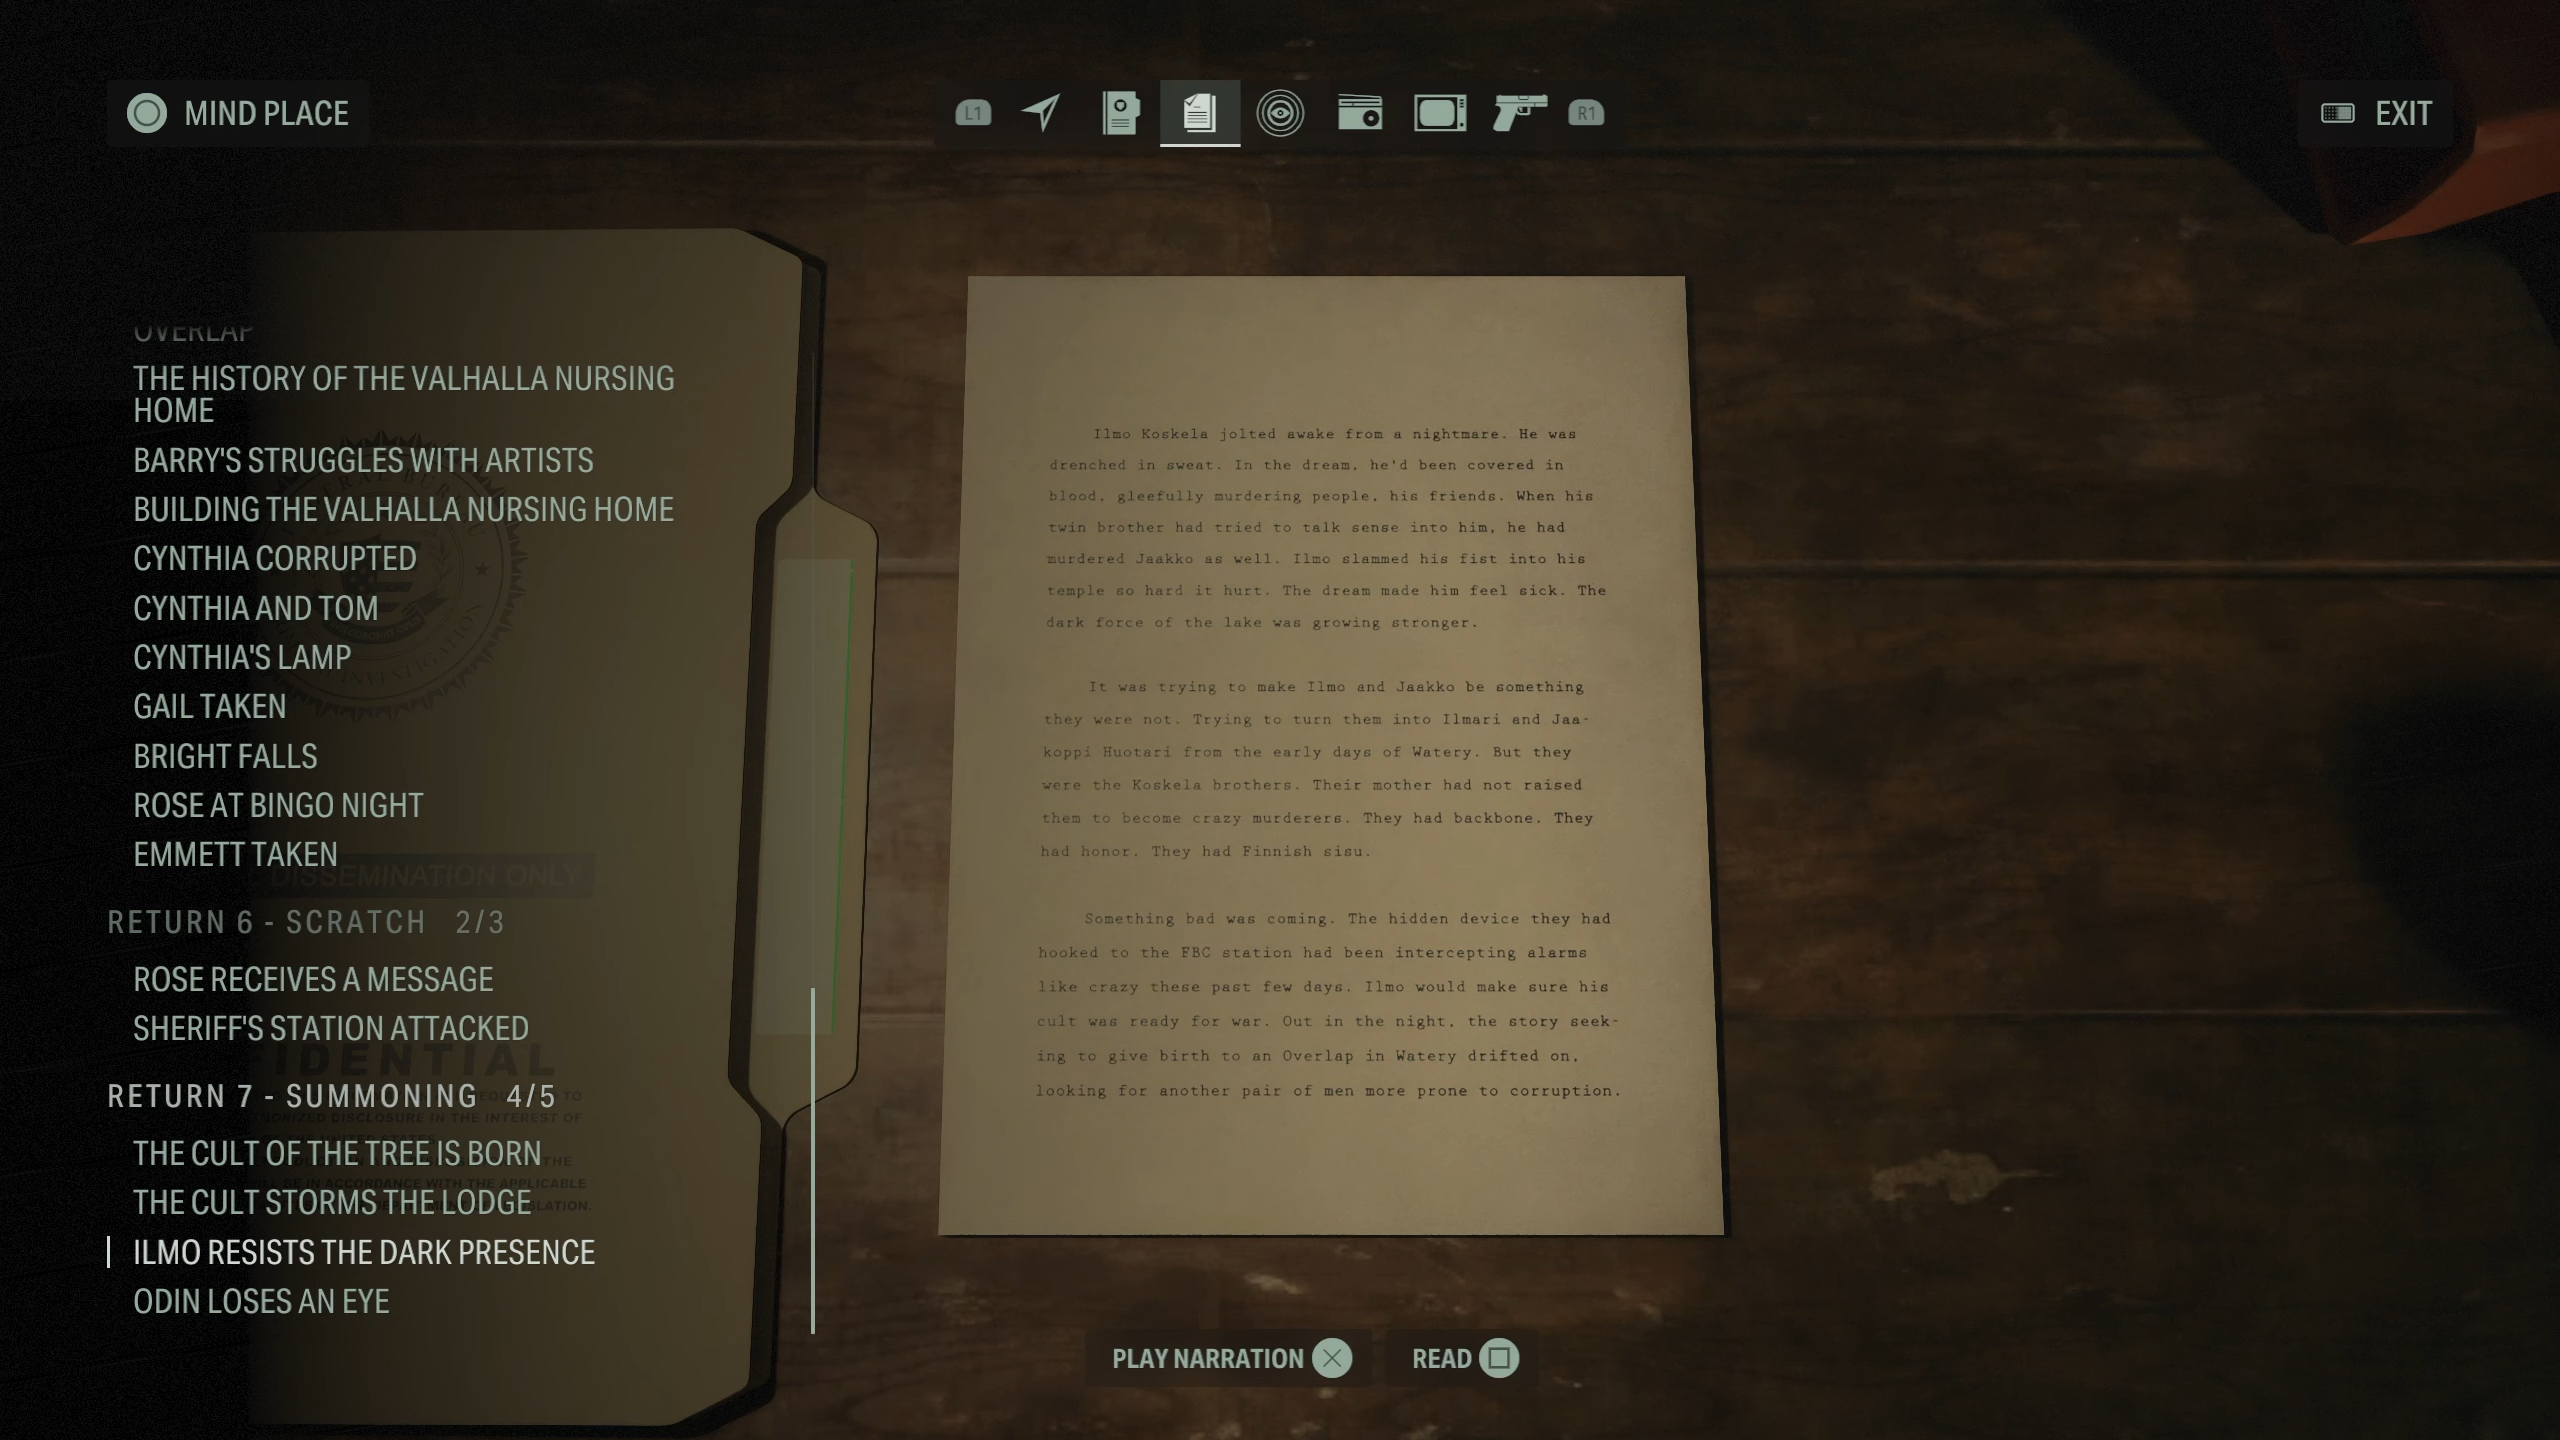 MIND PLACE
L1
R1
EXIT
OVERLAP
THE HISTORY OF THE VALHALLA NURSING
HOME
BARRY'S STRUGGLES WITH ARTISTS
BUILDING THE VALHALLA NURSING HOME
CYNTHIA CORRUPTED
CYNTHIA AND TOM
CYNTHIA'S LAMP
GAIL TAKEN
BRIGHT FALLS
ROSE AT BINGO NIGHT
EMMETT TAKEN
DISSEMINATION ONLY
RETURN 6 - SCRATCH 2/3
ROSE RECEIVES A MESSAGE
SHERIFF'S STATION ATTACKED
RETURN 7 - SUMMONING 4/5
THE CULT OF THE TREE IS BORN
THE CULT STORMS THE LODGE
ILMO RESISTS THE DARK PRESENCE
ODIN LOSES AN EYE
Ilmo Koskela jolted awake from a nightmare. He was
drenched in sweat. In the dream, he'd been covered in
blood, gleefully murdering people, his friends. When his
twin brother had tried to talk sense into him, he had
murdered Jaakko as well. Ilmo slammed his fist into his
temple so hard it hurt. The dream made him feel sick. The
dark force of the lake was growing stronger.
It was trying to make Ilmo and Jaakko be something
they were not. Trying to turn them into Ilmari and Jaa-
koppi Huotari from the early days of Watery. But they
were the Koskela brothers. Their mother had not raised
them to become crazy murderers. They had backbone. They
had honor. They had Finnish sisu.
Something bad was coming. The hidden device they had
hooked to the FBC station had been intercepting alarms
like crazy these past few days. Ilmo would make sure his
cult was ready for war. Out in the night, the story seek-
ing to give birth to an Overlap in Watery drifted on,
looking for another pair of men more prone to corruption.
PLAY NARRATION
READ